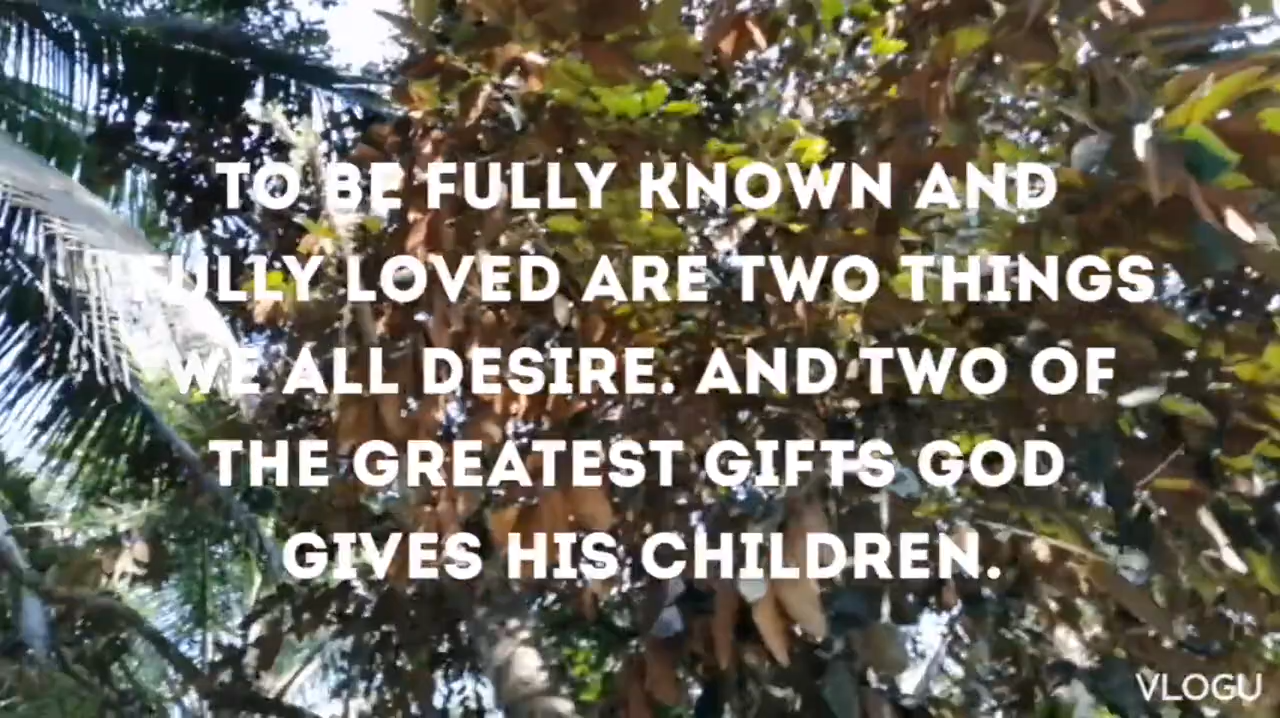 TO BE FULLY KNOWN AND
FULLY LOVED ARE TWO THINGS
WE ALL DESIRE. AND TWO OF
THE GREATEST GIFTS GOD
GIVES HIS CHILDREN.
VLOGU